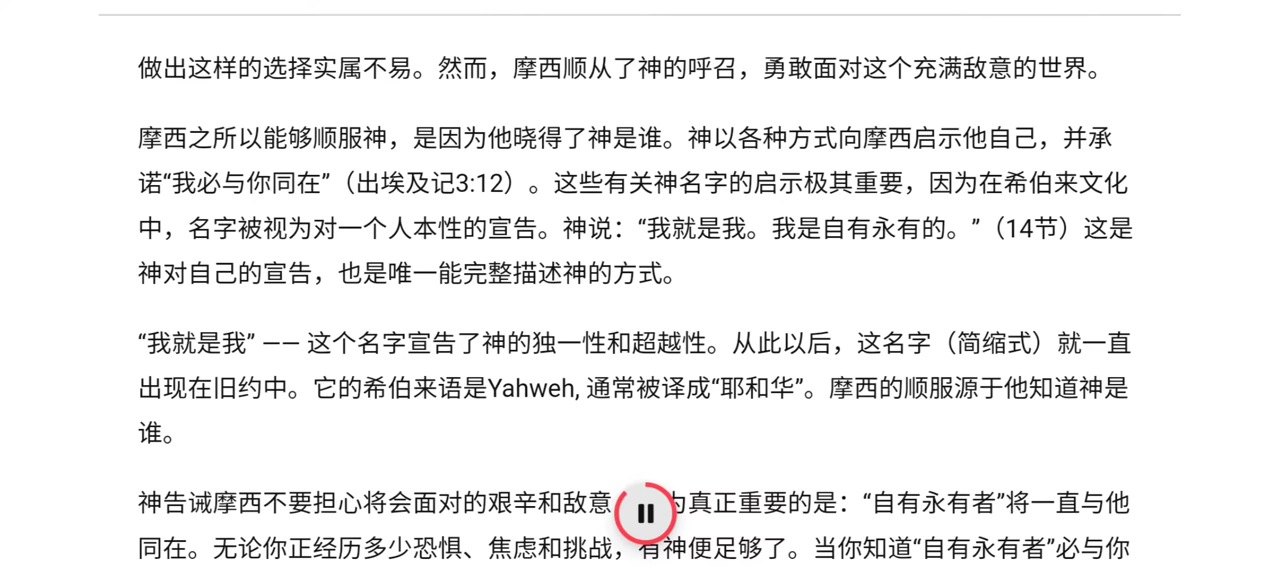 做出这样的选择实属不易。然而，摩西顺从了神的呼召，勇敢面对这个充满敌意的世界。
摩西之所以能够顺服神，是因为他晓得了神是谁。神以各种方式向摩西启示他自己，并承
诺“我必与你同在”（出埃及记3:12）。这些有关神名字的启示极其重要，因为在希伯来文化
中，名字被视为对一个人本性的宣告。神说：“我就是我。我是自有永有的。”（14节）这是
神对自己的宣告，也是唯一能完整描述神的方式。
“我就是我” –– 这个名字宣告了神的独一性和超越性。从此以后，这名字（简缩式）就一直
出现在旧约中。它的希伯来语是Yahweh, 通常被译成“耶和华”。摩西的顺服源于他知道神是
谁。
神告诫摩西不要担心将会面对的艰辛和敌意 为真正重要的是：“自有永有者”将一直与他
同在。无论你正经历多少恐惧、焦虑和挑战，有神便足够了。当你知道“自有永有者”必与你